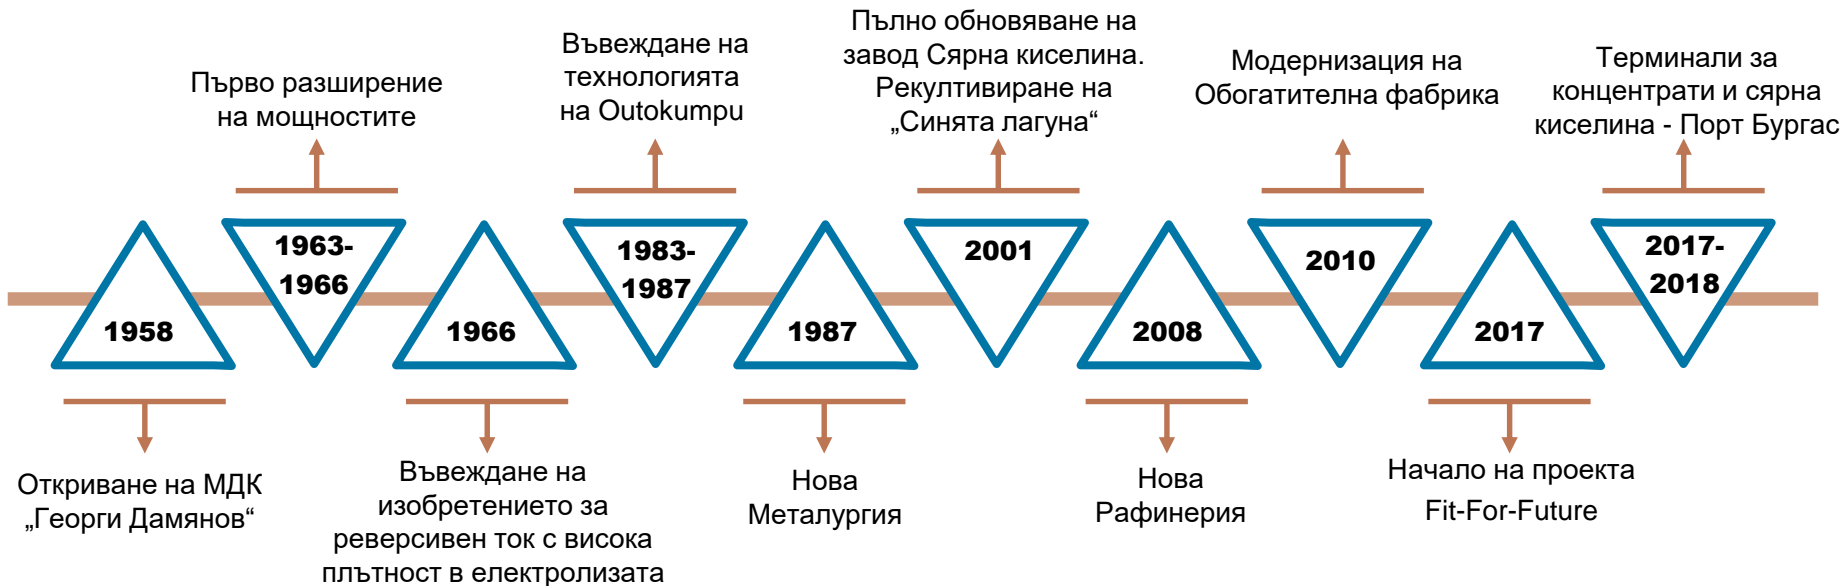 Първо разширение
на мощностите
Въвеждане на
технологията
на Outokumpu
Пълно обновяване на
завод Сярна киселина.
Рекултивиране на
„Синята лагуна“
Модернизация на
Обогатителна фабрика
Терминали за
концентрати и сярна
киселина - Порт Бургас
1958
1963-
1966
1966
1983-
1987
1987
2001
2008
2010
2017
2017-
2018
Откриване на МДК
„Георги Дамянов“
Въвеждане на
изобретението за
реверсивен ток с висока
плътност в електролизата
Нова
Металургия
Нова
Рафинерия
Начало на проекта
Fit-For-Future